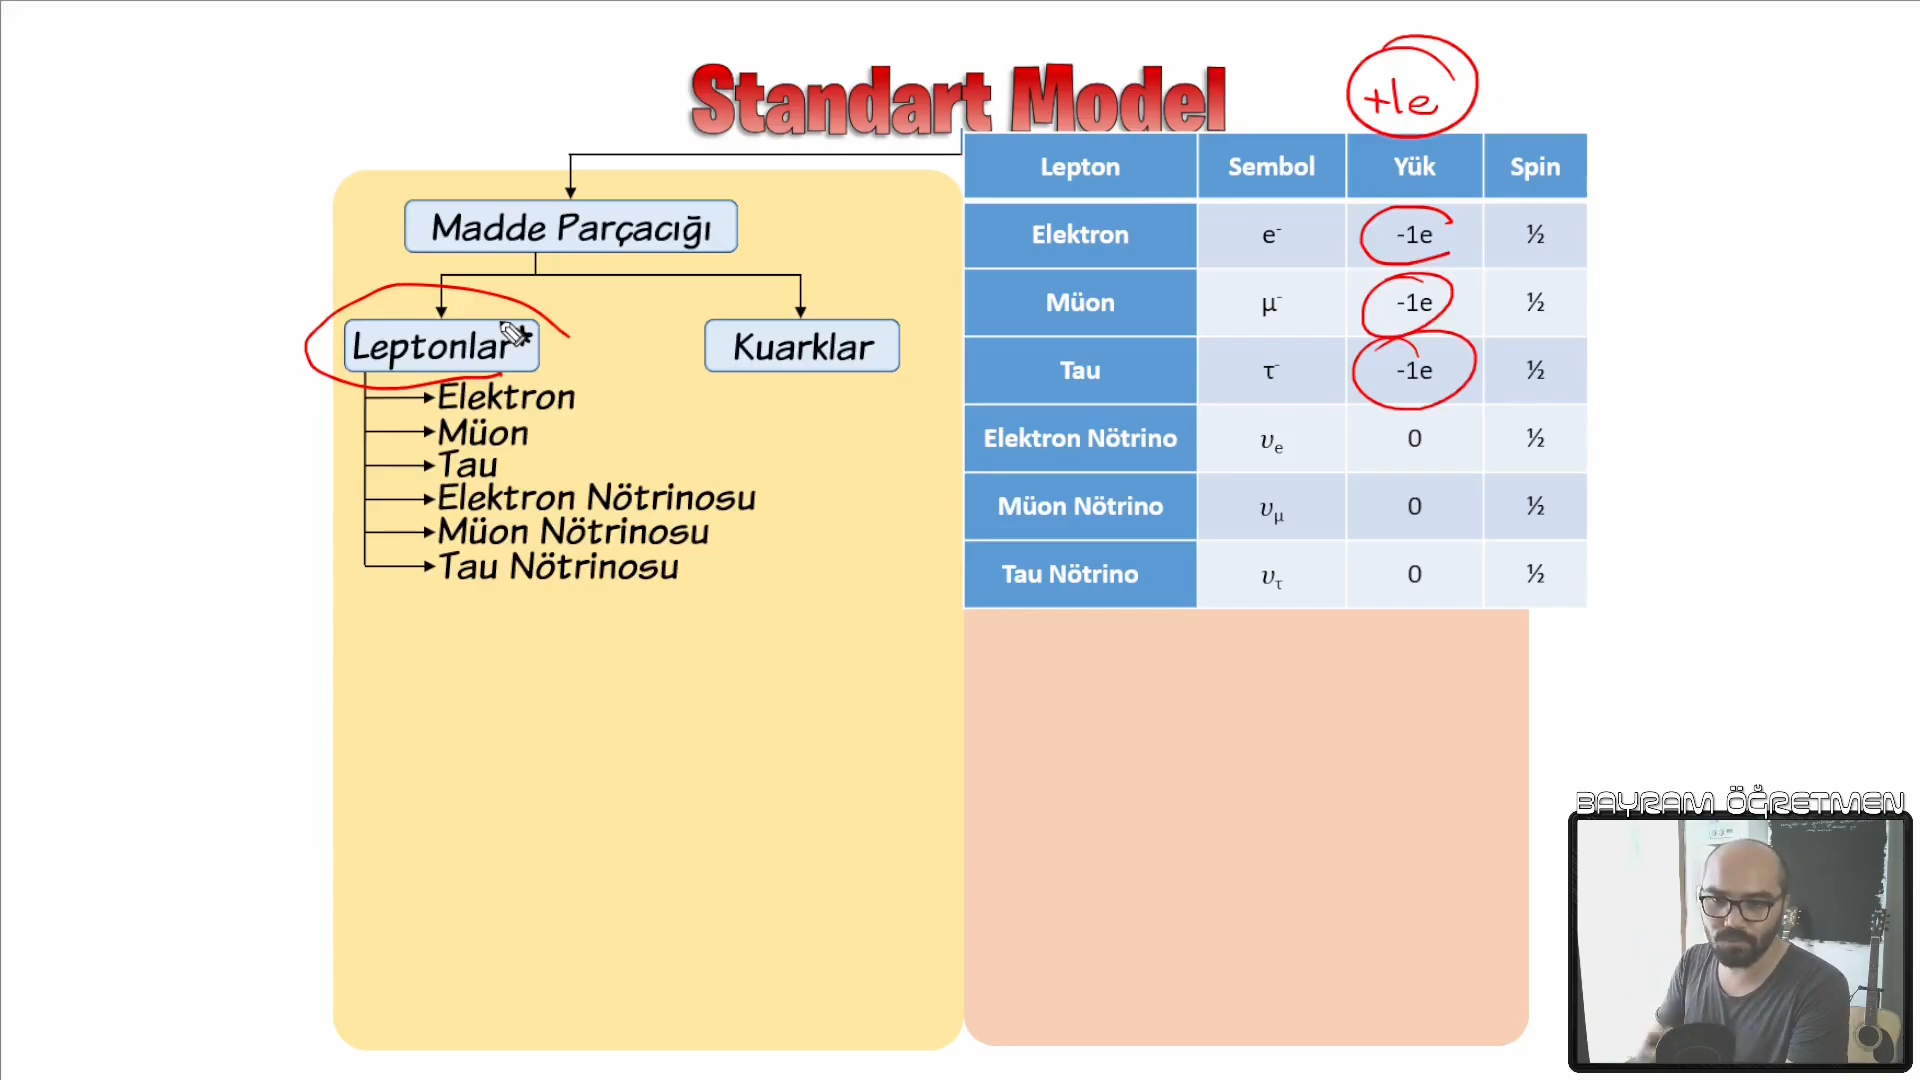 Standart Model
+1e
Madde Parçacığı
Leptonlar
Kuarklar
Elektron
Müon
Tau
Elektron Nötrinosu
Müon Nötrinosu
Tau Nötrinosu
Lepton Sembol Yük Spin
Elektron e⁻ -1e ½
Müon μ⁻ -1e ½
Tau τ⁻ -1e ½
Elektron Nötrino υₑ 0 ½
Müon Nötrino υ_μ 0 ½
Tau Nötrino υ_τ 0 ½
BAYRAM ÖĞRETMEN